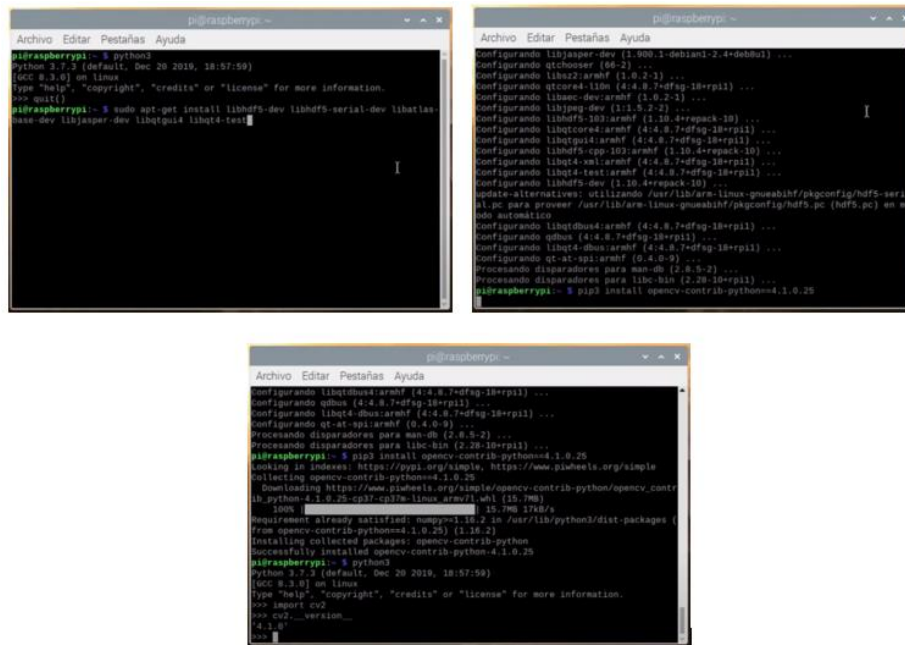 pi@raspberrypi: ~
Archivo Editar Pestañas Ayuda
pi@raspberrypi:~ $ python3
Python 3.7.3 (default, Dec 20 2019, 18:57:59)
[GCC 8.3.0] on linux
Type "help", "copyright", "credits" or "license" for more information.
>>> quit()
pi@raspberrypi:~ $ sudo apt-get install libhdf5-dev libhdf5-serial-dev libatlas-
base-dev libjasper-dev libqtgui4 libqt4-test
pi@raspberrypi: ~
Archivo Editar Pestañas Ayuda
Configurando libjasper-dev (1.900.1-debian1-2.4+deb8u1) ...
Configurando qtchooser (66-2) ...
Configurando libsz2:armhf (1.0.2-1) ...
Configurando qtcore4-l10n (4:4.8.7+dfsg-18+rpi1) ...
Configurando libaec-dev:armhf (1.0.2-1) ...
Configurando libjpeg-dev (1:1.5.2-2) ...
Configurando libhdf5-103:armhf (1.10.4+repack-10) ...
Configurando libqtcore4:armhf (4:4.8.7+dfsg-18+rpi1) ...
Configurando libqtgui4:armhf (4:4.8.7+dfsg-18+rpi1) ...
Configurando libhdf5-cpp-103:armhf (1.10.4+repack-10) ...
Configurando libqt4-xml:armhf (4:4.8.7+dfsg-18+rpi1) ...
Configurando libqt4-test:armhf (4:4.8.7+dfsg-18+rpi1) ...
Configurando libhdf5-dev (1.10.4+repack-10) ...
update-alternatives: utilizando /usr/lib/arm-linux-gnueabihf/pkgconfig/hdf5-seri
al.pc para proveer /usr/lib/arm-linux-gnueabihf/pkgconfig/hdf5.pc (hdf5.pc) en m
odo automático
Configurando libqtdbus4:armhf (4:4.8.7+dfsg-18+rpi1) ...
Configurando qdbus (4:4.8.7+dfsg-18+rpi1) ...
Configurando libqt4-dbus:armhf (4:4.8.7+dfsg-18+rpi1) ...
Configurando qt-at-spi:armhf (0.4.0-9) ...
Procesando disparadores para man-db (2.8.5-2) ...
Procesando disparadores para libc-bin (2.28-10+rpi1) ...
pi@raspberrypi:~ $ pip3 install opencv-contrib-python==4.1.0.25
pi@raspberrypi: ~
Archivo Editar Pestañas Ayuda
Configurando libqtdbus4:armhf (4:4.8.7+dfsg-18+rpi1) ...
Configurando qdbus (4:4.8.7+dfsg-18+rpi1) ...
Configurando libqt4-dbus:armhf (4:4.8.7+dfsg-18+rpi1) ...
Configurando qt-at-spi:armhf (0.4.0-9) ...
Procesando disparadores para man-db (2.8.5-2) ...
Procesando disparadores para libc-bin (2.28-10+rpi1) ...
pi@raspberrypi:~ $ pip3 install opencv-contrib-python==4.1.0.25
Looking in indexes: https://pypi.org/simple, https://www.piwheels.org/simple
Collecting opencv-contrib-python==4.1.0.25
Downloading https://www.piwheels.org/simple/opencv-contrib-python/opencv_contr
ib_python-4.1.0.25-cp37-cp37m-linux_armv7l.whl (15.7MB)
100% | | 15.7MB 17kB/s
Requirement already satisfied: numpy>=1.16.2 in /usr/lib/python3/dist-packages (
from opencv-contrib-python==4.1.0.25) (1.16.2)
Installing collected packages: opencv-contrib-python
Successfully installed opencv-contrib-python-4.1.0.25
pi@raspberrypi:~ $ python3
Python 3.7.3 (default, Dec 20 2019, 18:57:59)
[GCC 8.3.0] on linux
Type "help", "copyright", "credits" or "license" for more information.
>>> import cv2
>>> cv2.__version__
'4.1.0'
>>>